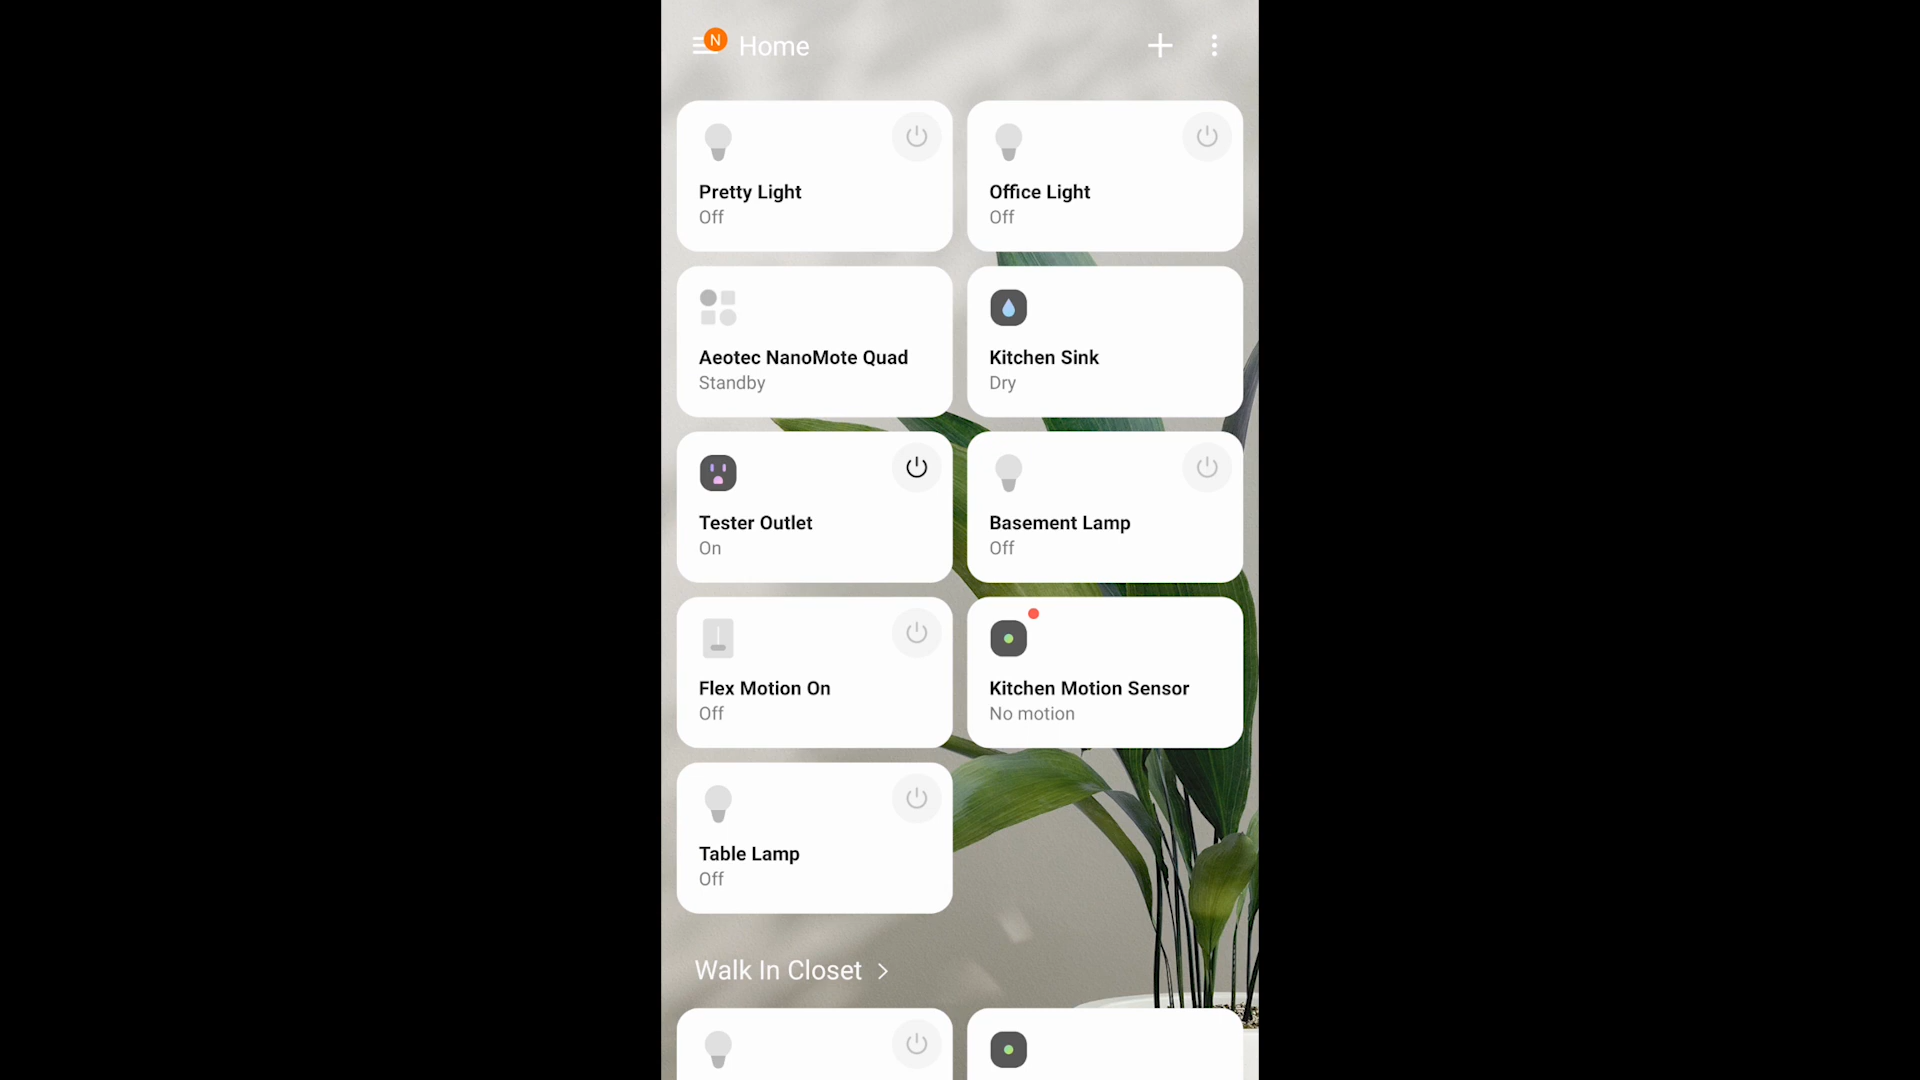 N Home
Pretty Light
Off
Office Light
Off
Aeotec NanoMote Quad
Standby
Kitchen Sink
Dry
Tester Outlet
On
Basement Lamp
Off
Flex Motion On
Off
Kitchen Motion Sensor
No motion
Table Lamp
Off
Walk In Closet